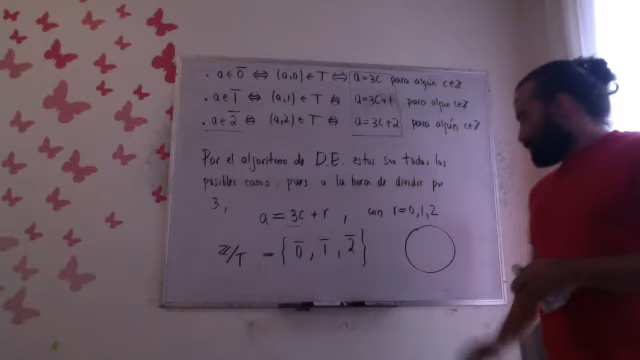 . a ∈ 0̅ ⟺ (a,0) ∈ T ⟺ a=3c para algún c∈ℤ
. a ∈ 1̅ ⟺ (a,1) ∈ T ⟺ a=3c+1 para algún c∈ℤ
. a ∈ 2̅ ⟺ (a,2) ∈ T ⟺ a=3c+2 para algún c∈ℤ
Por el algoritmo de D.E. estos son todos los
posibles casos, pues a la hora de dividir por
3, a = 3c + r , con r = 0,1,2
ℤ/T = { 0̅ , 1̅ , 2̅ }